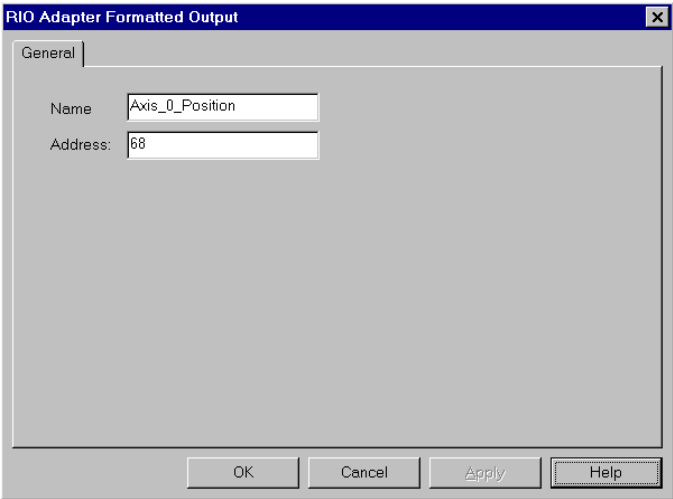 RIO Adapter Formatted Output
General
Name Axis_0_Position
Address: 68
OK Cancel Apply Help